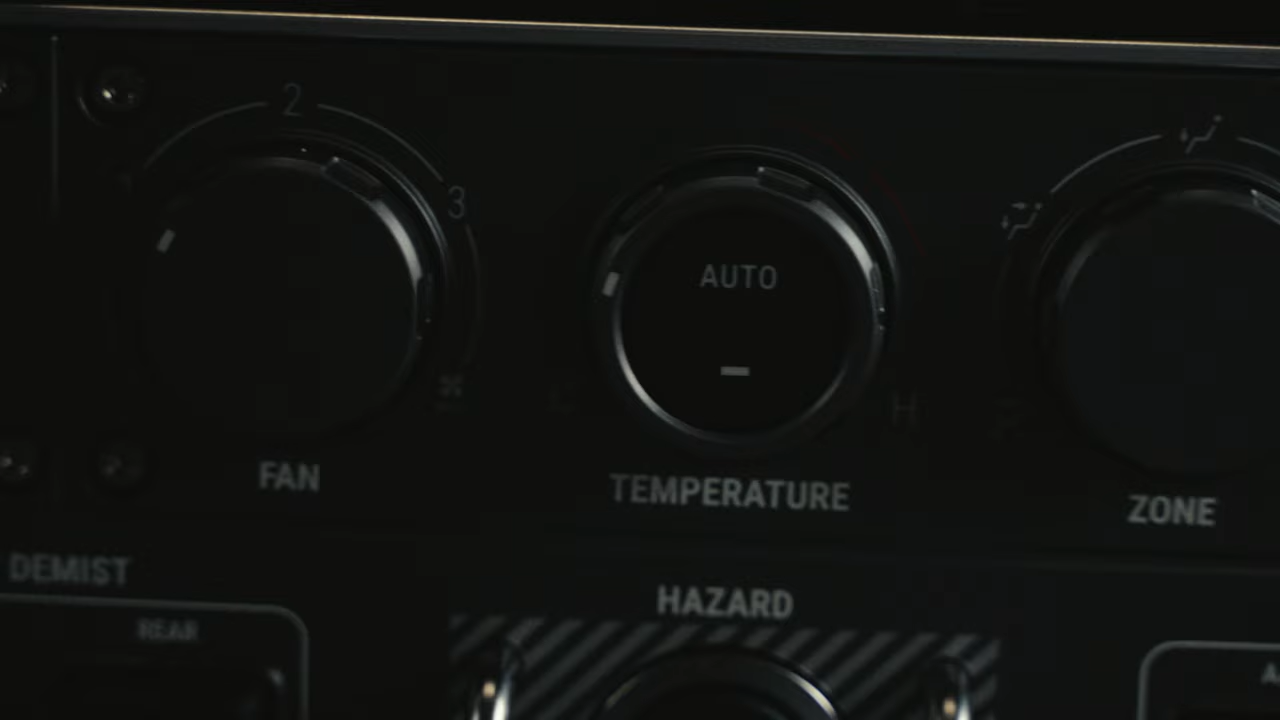 2
3
AUTO
H
FAN
TEMPERATURE
ZONE
DEMIST
REAR
HAZARD